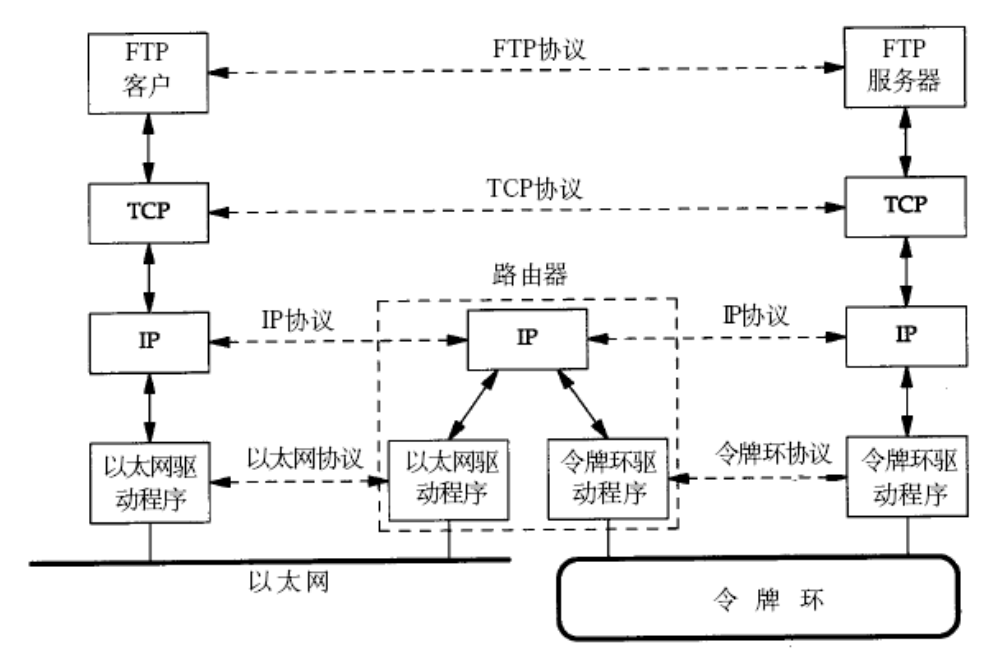 FTP
客户
FTP协议
FTP
服务器
TCP
TCP协议
TCP
路由器
IP
IP协议
IP
IP协议
IP
以太网驱
动程序
以太网协议
以太网驱
动程序
令牌环驱
动程序
令牌环协议
令牌环驱
动程序
以太网
令牌环